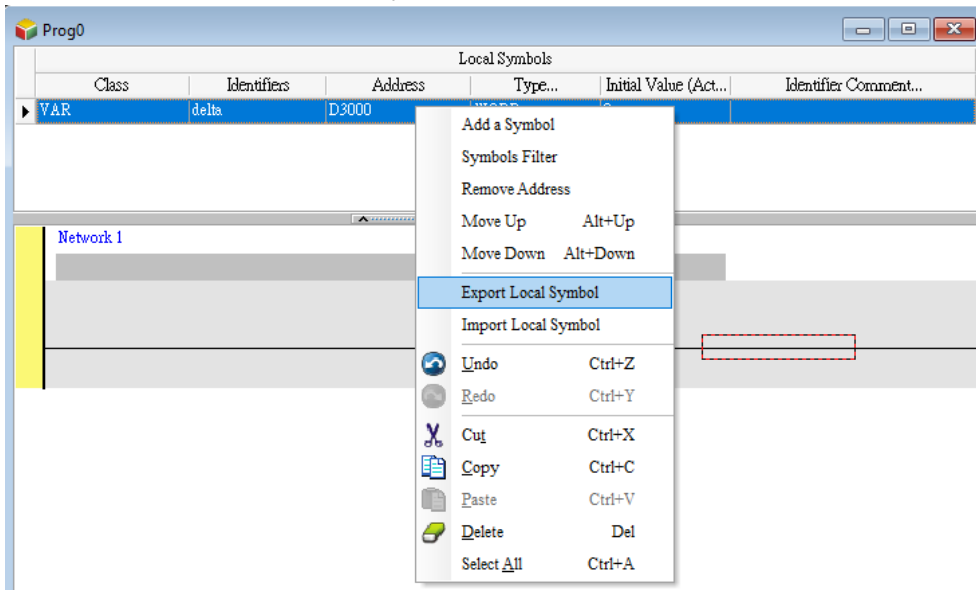 Prog0
Local Symbols
Class Identifiers Address Type... Initial Value (Act... Identifier Comment...
VAR delta D3000
Add a Symbol
Symbols Filter
Remove Address
Move Up Alt+Up
Move Down Alt+Down
Export Local Symbol
Import Local Symbol
Undo Ctrl+Z
Redo Ctrl+Y
Cut Ctrl+X
Copy Ctrl+C
Paste Ctrl+V
Delete Del
Select All Ctrl+A
Network 1